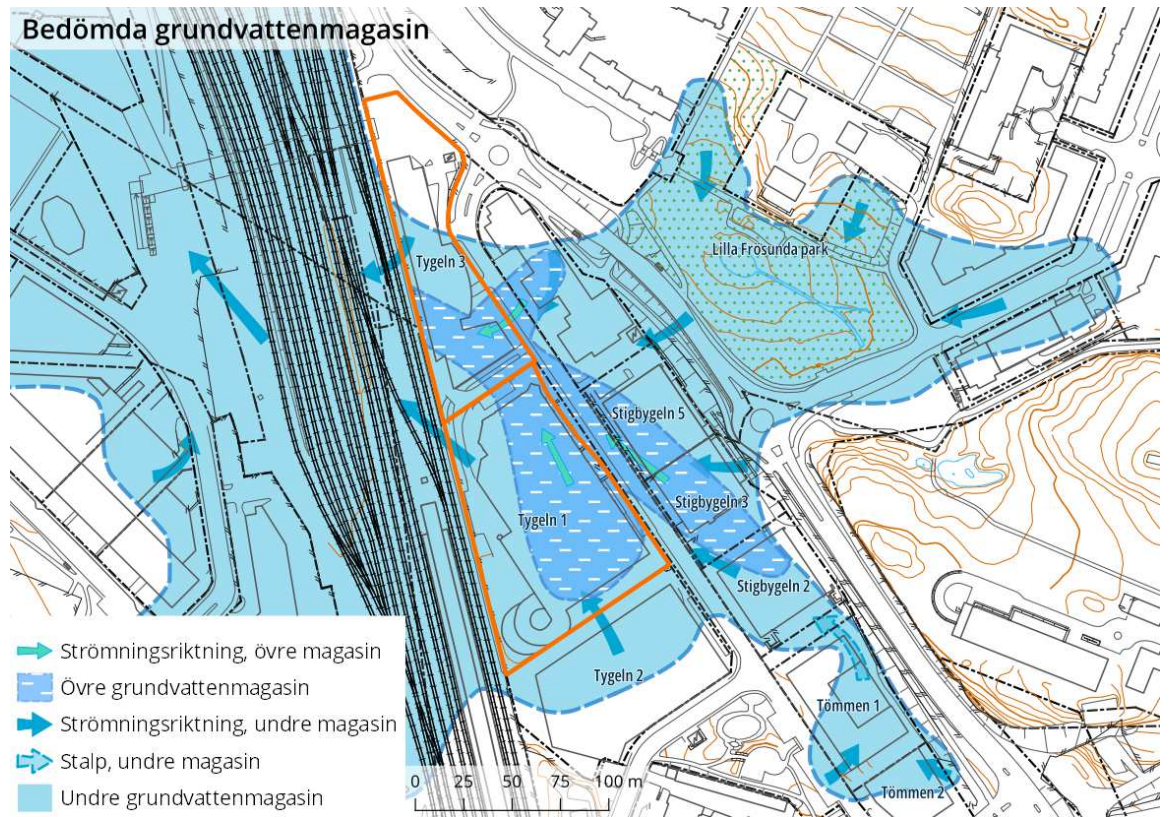 Bedömda grundvattenmagasin
Lilla Frösunda park
Tygeln 3
Stigbygeln 5
Stigbygeln 3
Tygeln 1
Stigbygeln 2
Tygeln 2
Tömmen 1
Tömmen 2
Strömningsriktning, övre magasin
Övre grundvattenmagasin
Strömningsriktning, undre magasin
Stalp, undre magasin
Undre grundvattenmagasin
0 25 50 100 m